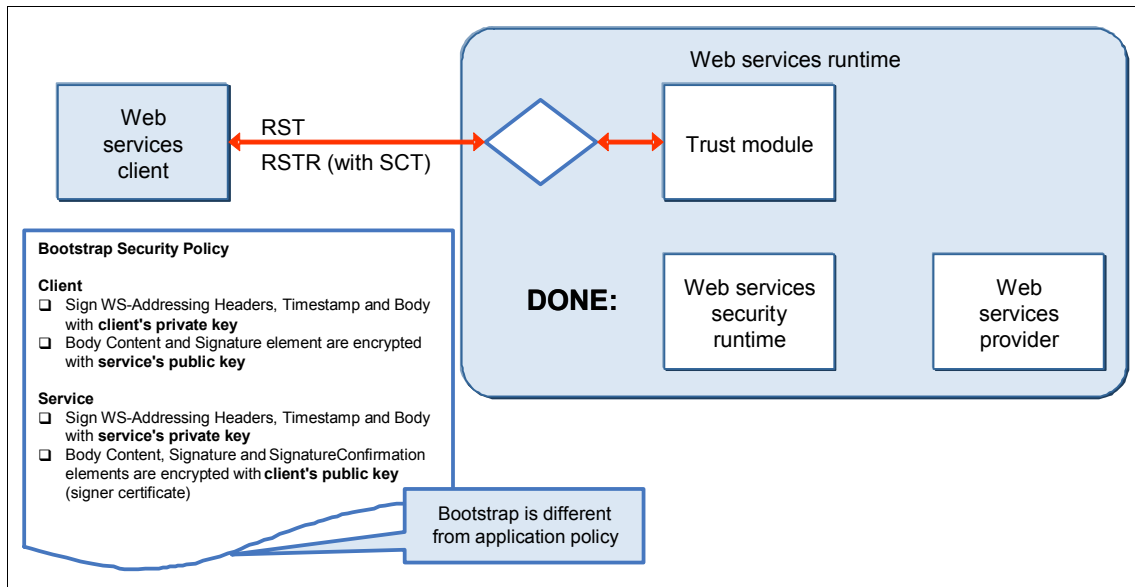 Web services runtime
Web
services
client
RST
RSTR (with SCT)
Trust module
Bootstrap Security Policy
Client
❑ Sign WS-Addressing Headers, Timestamp and Body
with client's private key
❑ Body Content and Signature element are encrypted
with service's public key
Service
❑ Sign WS-Addressing Headers, Timestamp and Body
with service's private key
❑ Body Content, Signature and SignatureConfirmation
elements are encrypted with client's public key
(signer certificate)
DONE:
Web services
security
runtime
Web
services
provider
Bootstrap is different
from application policy